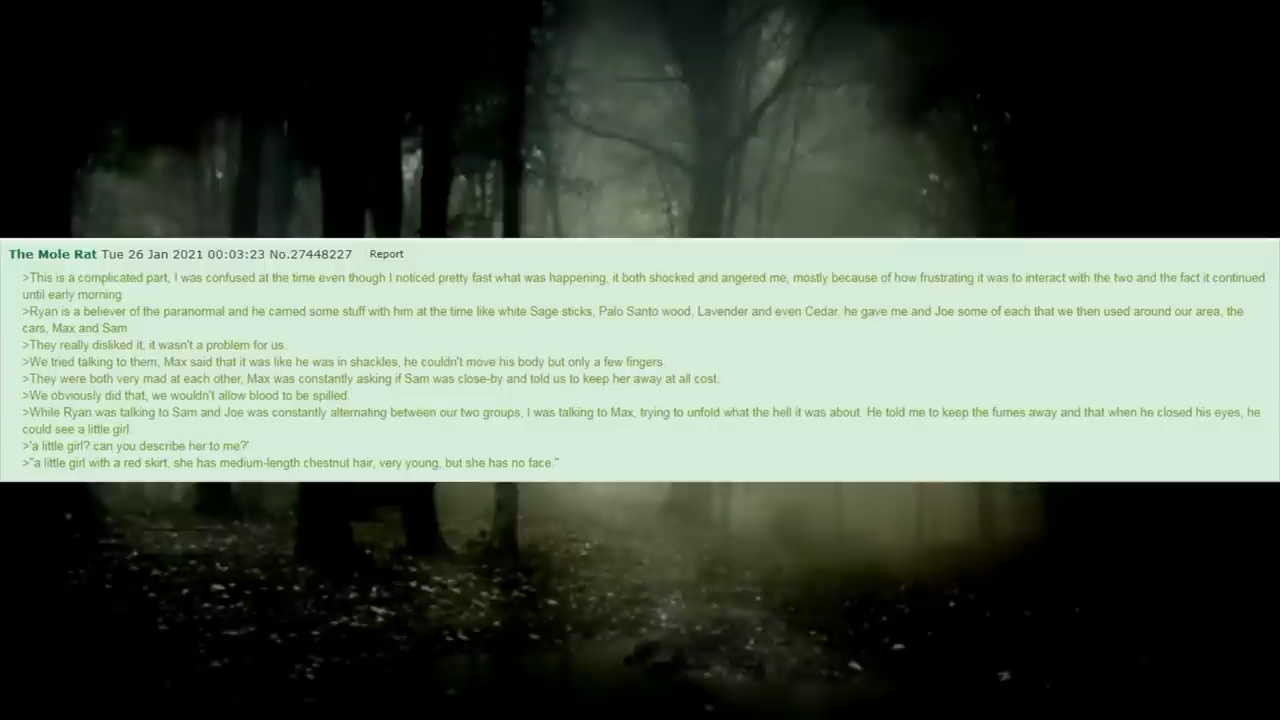 The Mole Rat Tue 26 Jan 2021 00:03:23 No.27448227 Report
>This is a complicated part, I was confused at the time even though I noticed pretty fast what was happening, it both shocked and angered me, mostly because of how frustrating it was to interact with the two and the fact it continued
until early morning
>Ryan is a believer of the paranormal and he carried some stuff with him at the time like white Sage sticks, Palo Santo wood, Lavender and even Cedar, he gave me and Joe some of each that we then used around our area, the
cars, Max and Sam
>They really disliked it, it wasn't a problem for us.
>We tried talking to them, Max said that it was like he was in shackles, he couldn't move his body but only a few fingers.
>They were both very mad at each other, Max was constantly asking if Sam was close-by and told us to keep her away at all cost.
>We obviously did that, we wouldn't allow blood to be spilled.
>While Ryan was talking to Sam and Joe was constantly alternating between our two groups, I was talking to Max, trying to unfold what the hell it was about. He told me to keep the fumes away and that when he closed his eyes, he
could see a little girl.
>'a little girl? can you describe her to me?'
>"a little girl with a red skirt, she has medium-length chestnut hair, very young, but she has no face."